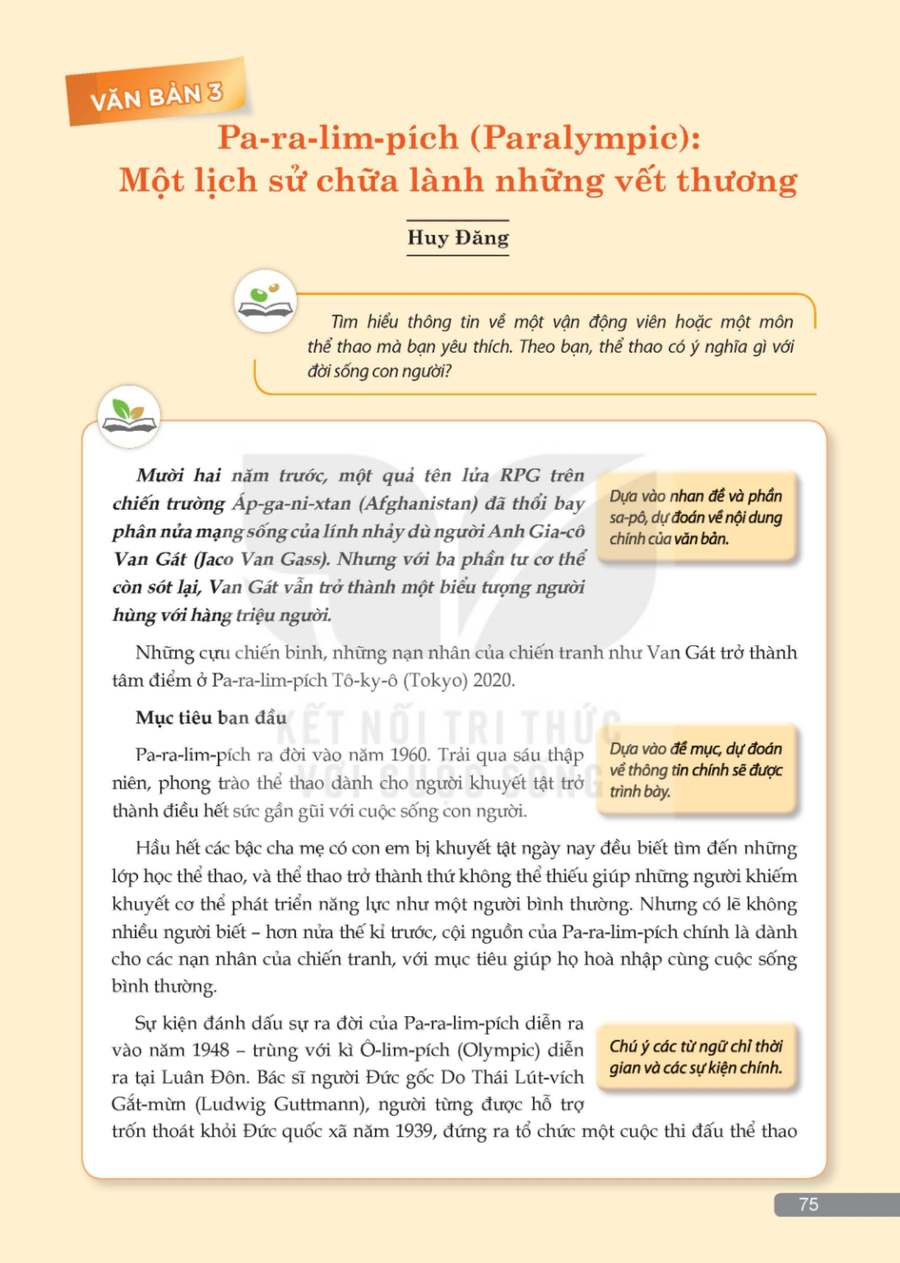 VĂN BẢN 3
Pa-ra-lim-pích (Paralympic):
Một lịch sử chữa lành những vết thương
Huy Đăng
Tìm hiểu thông tin về một vận động viên hoặc một môn
thể thao mà bạn yêu thích. Theo bạn, thể thao có ý nghĩa gì với
đời sống con người?
Mười hai năm trước, một quả tên lửa RPG trên
chiến trường Áp-ga-ni-xtan (Afghanistan) đã thổi bay
phân nửa mạng sống của lính nhảy dù người Anh Gia-cô
Van Gát (Jaco Van Gass). Nhưng với ba phần tư cơ thể
còn sót lại, Van Gát vẫn trở thành một biểu tượng người
hùng với hàng triệu người.
Dựa vào nhan đề và phần
sa-pô, dự đoán về nội dung
chính của văn bản.
Những cựu chiến binh, những nạn nhân của chiến tranh như Van Gát trở thành
tâm điểm ở Pa-ra-lim-pích Tô-ky-ô (Tokyo) 2020.
Mục tiêu ban đầu
Pa-ra-lim-pích ra đời vào năm 1960. Trải qua sáu thập
niên, phong trào thể thao dành cho người khuyết tật trở
thành điều hết sức gần gũi với cuộc sống con người.
Dựa vào đề mục, dự đoán
về thông tin chính sẽ được
trình bày.
KẾT NỐI TRI THỨC
VỚI CUỘC SỐNG
Hầu hết các bậc cha mẹ có con em bị khuyết tật ngày nay đều biết tìm đến những
lớp học thể thao, và thể thao trở thành thứ không thể thiếu giúp những người khiếm
khuyết cơ thể phát triển năng lực như một người bình thường. Nhưng có lẽ không
nhiều người biết – hơn nửa thế kỉ trước, cội nguồn của Pa-ra-lim-pích chính là dành
cho các nạn nhân của chiến tranh, với mục tiêu giúp họ hoà nhập cùng cuộc sống
bình thường.
Sự kiện đánh dấu sự ra đời của Pa-ra-lim-pích diễn ra
vào năm 1948 – trùng với kì Ô-lim-pích (Olympic) diễn
ra tại Luân Đôn. Bác sĩ người Đức gốc Do Thái Lút-vích
Gắt-mừn (Ludwig Guttmann), người từng được hỗ trợ
trốn thoát khỏi Đức quốc xã năm 1939, đứng ra tổ chức một cuộc thi đấu thể thao
Chú ý các từ ngữ chỉ thời
gian và các sự kiện chính.
75